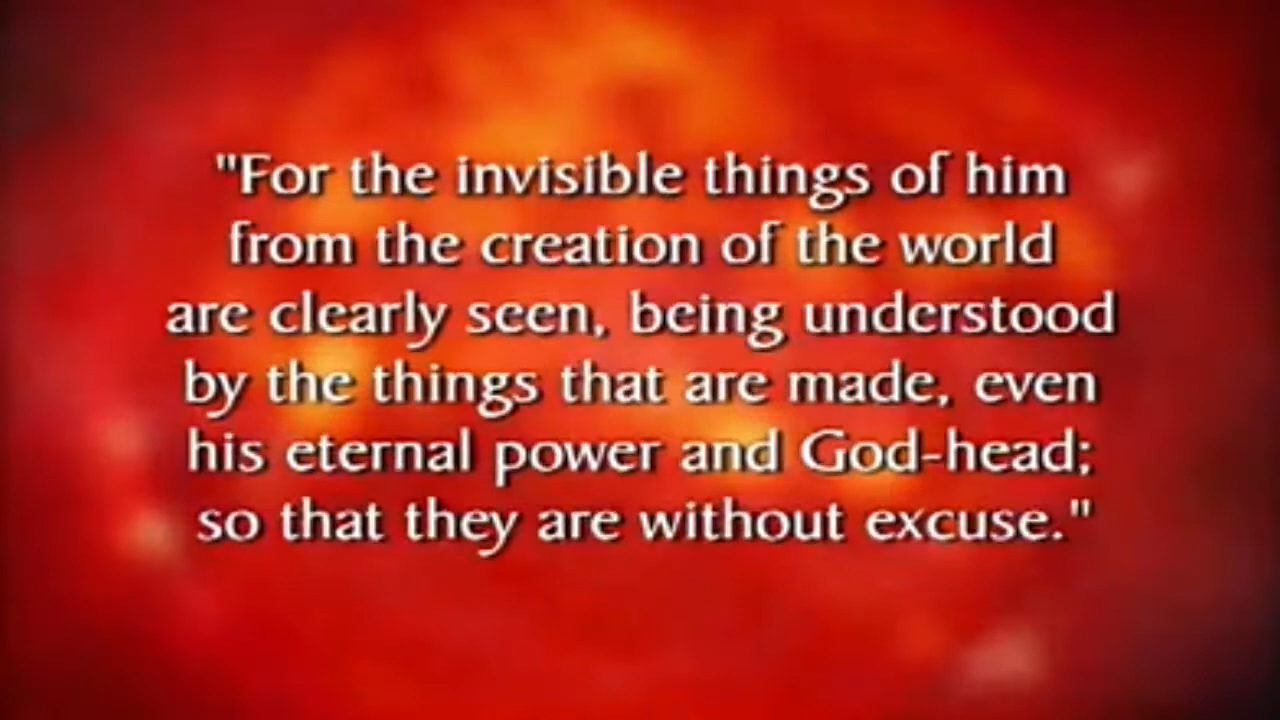 "For the invisible things of him
from the creation of the world
are clearly seen, being understood
by the things that are made, even
his eternal power and God-head;
so that they are without excuse."